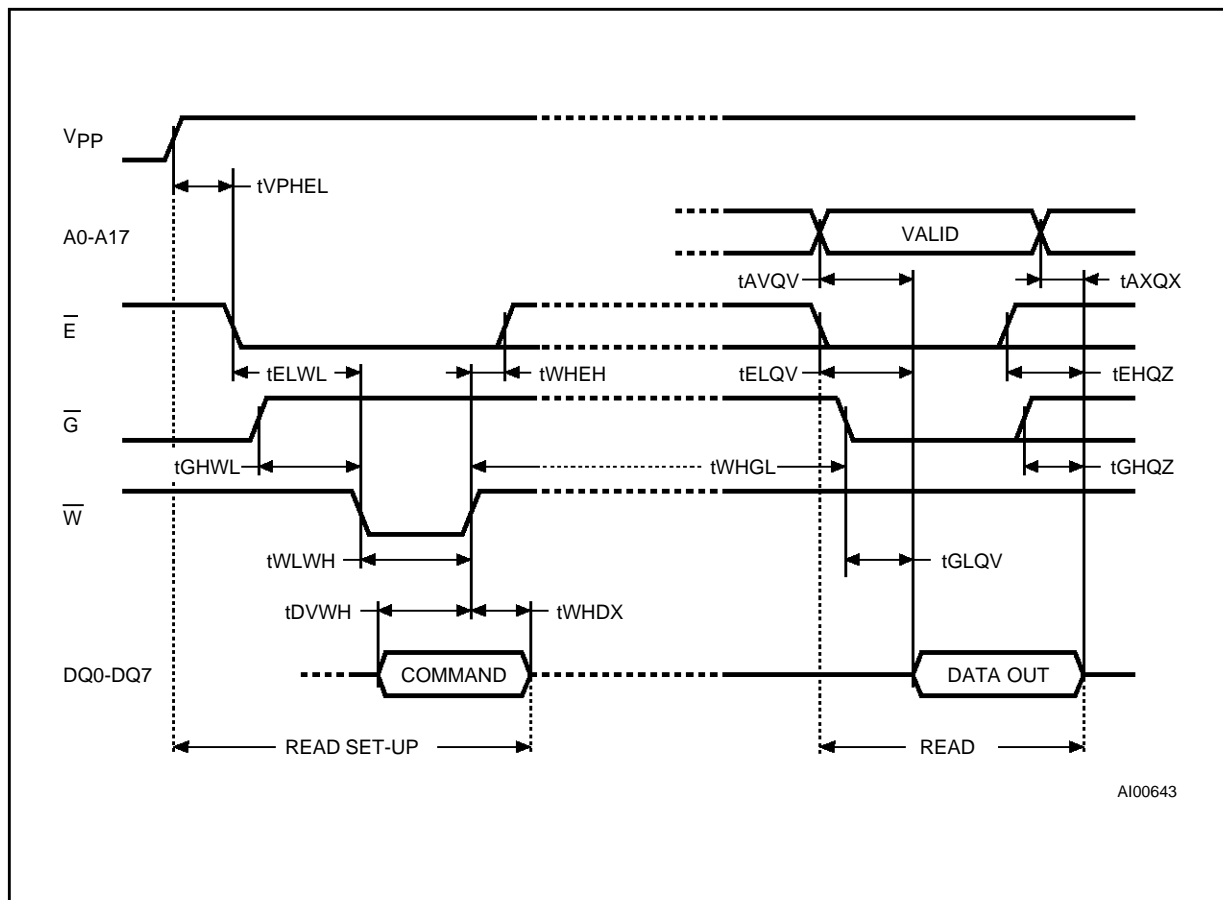 VPP
tVPHEL
A0-A17
VALID
tAVQV
tAXQX
E
tELWL
tWHEH
tELQV
tEHQZ
G
tGHWL
tWHGL
tGHQZ
W
tWLWH
tGLQV
tDVWH
tWHDX
DQ0-DQ7
COMMAND
DATA OUT
READ SET-UP
READ
AI00643